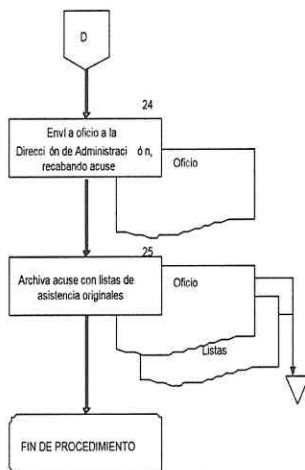 D
24
Enví a oficio a la
Direcci ón de Administraci ó n,
recabando acuse
Oficio
25
Archiva acuse con listas de
asistencia originales
Oficio
Listas
FIN DE PROCEDIMIENTO